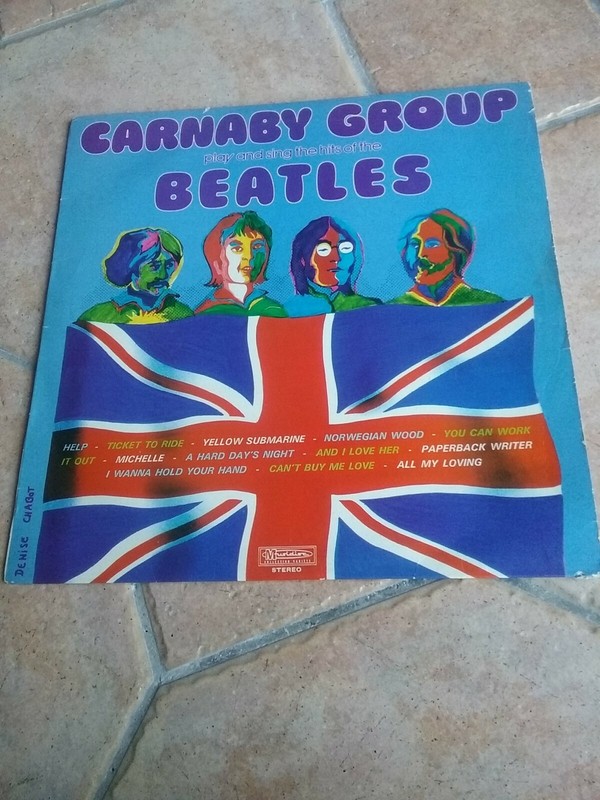 CARNABY GROUP
play and sing the hits of the
BEATLES
HELP - TICKET TO RIDE - YELLOW SUBMARINE - NORWEGIAN WOOD - YOU CAN WORK
IT OUT - MICHELLE - A HARD DAY'S NIGHT - AND I LOVE HER - PAPERBACK WRITER
I WANNA HOLD YOUR HAND - CAN'T BUY ME LOVE - ALL MY LOVING
DENISE CHABOT
Musidisc
STEREO